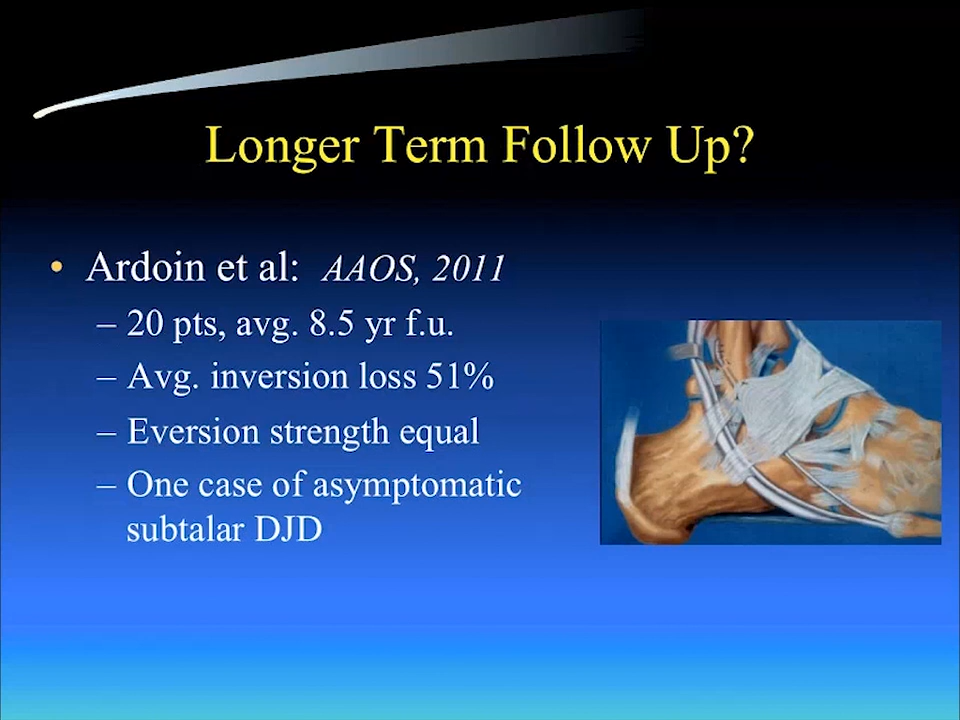 Longer Term Follow Up?
• Ardoin et al: AAOS, 2011
– 20 pts, avg. 8.5 yr f.u.
– Avg. inversion loss 51%
– Eversion strength equal
– One case of asymptomatic
subtalar DJD